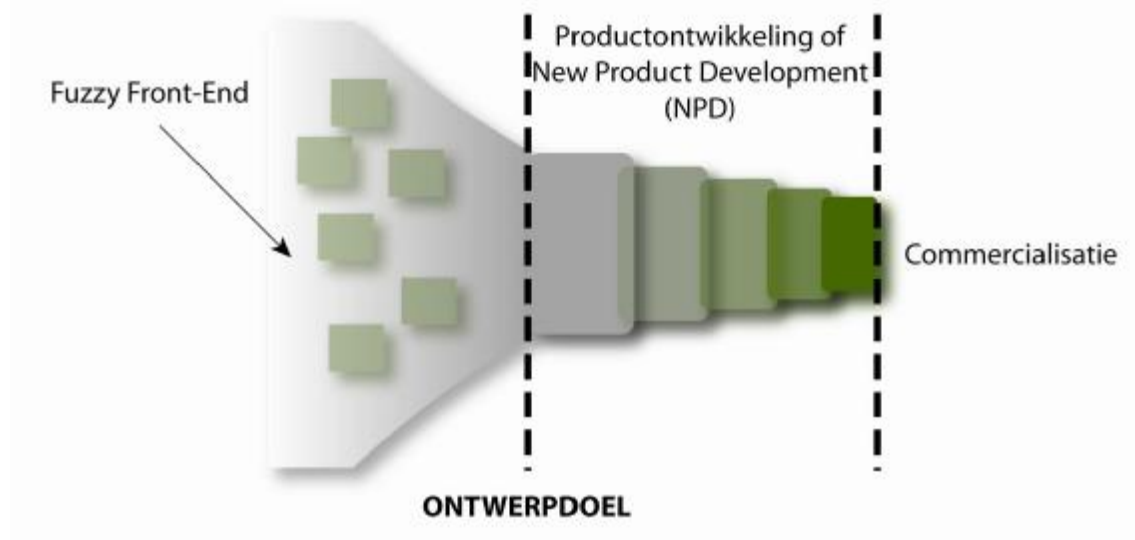 Fuzzy Front-End
Productontwikkeling of
New Product Development
(NPD)
Commercialisatie
ONTWERPDOEL